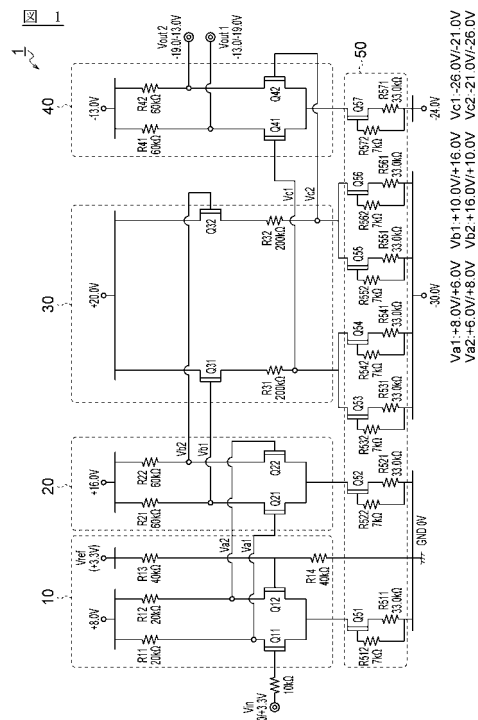 図 1
1
10
20
30
40
50
+8.0V
Vref
(+3.3V)
+16.0V
+20.0V
-13.0V
R11
20kΩ
R12
20kΩ
R13
40kΩ
R14
40kΩ
Q11
Q12
10kΩ
Vin
0/+3.3V
Va1
Va2
R21
60kΩ
R22
60kΩ
Q21
Q22
Vb1
Vb2
Q31
Q32
R31
200kΩ
R32
200kΩ
Vc1
Vc2
R41
60kΩ
R42
60kΩ
Q41
Q42
Vout 2
-19.0/-13.0V
Vout 1
-13.0/-19.0V
Q51
R511
33.0kΩ
R512
7kΩ
Q52
R521
33.0kΩ
R522
7kΩ
Q53
R531
33.0kΩ
R532
7kΩ
Q54
R541
33.0kΩ
R542
7kΩ
Q55
R551
33.0kΩ
R552
7kΩ
Q56
R561
33.0kΩ
R562
7kΩ
Q57
R571
33.0kΩ
R572
7kΩ
GND 0V
-30.0V
-24.0V
Va1:+8.0V/+6.0V Vb1:+10.0V/+16.0V Vc1:-26.0V/-21.0V
Va2:+6.0V/+8.0V Vb2:+16.0V/+10.0V Vc2:-21.0V/-26.0V